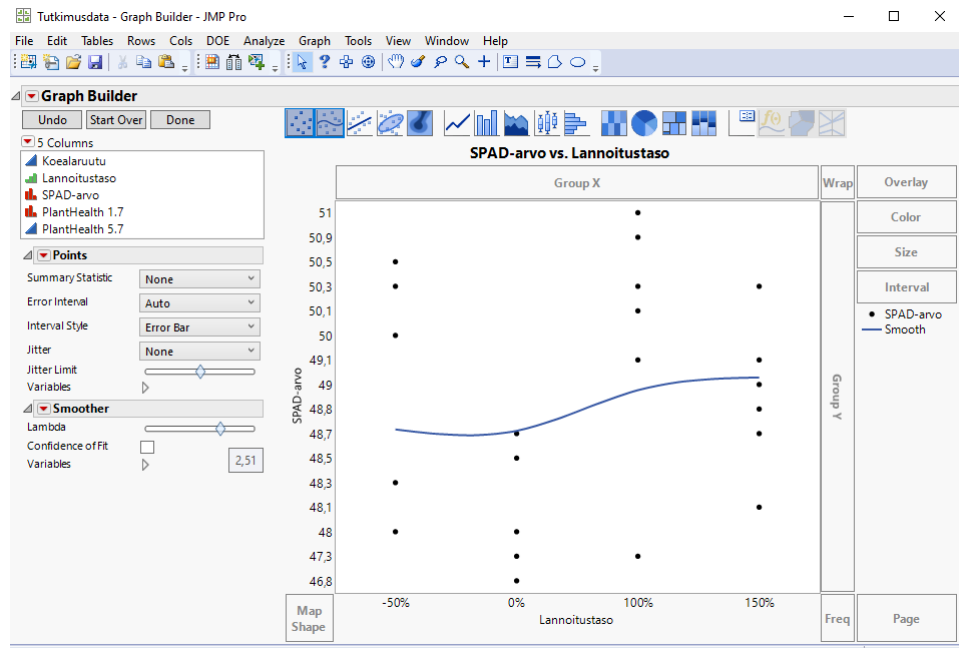 Tutkimusdata - Graph Builder - JMP Pro
File Edit Tables Rows Cols DOE Analyze Graph Tools View Window Help
Graph Builder
Undo Start Over Done
5 Columns
Koealaruutu
Lannoitustaso
SPAD-arvo
PlantHealth 1.7
PlantHealth 5.7
Points
Summary Statistic None
Error Interval Auto
Interval Style Error Bar
Jitter None
Jitter Limit
Variables
Smoother
Lambda
Confidence of Fit
Variables
2,51
SPAD-arvo vs. Lannoitustaso
Group X
Wrap
Overlay
Color
Size
Interval
SPAD-arvo
Smooth
Group Y
SPAD-arvo
51
50,9
50,5
50,3
50,1
50
49,1
49
48,8
48,7
48,5
48,3
48,1
48
47,3
46,8
-50% 0% 100% 150%
Lannoitustaso
Map
Shape
Freq
Page